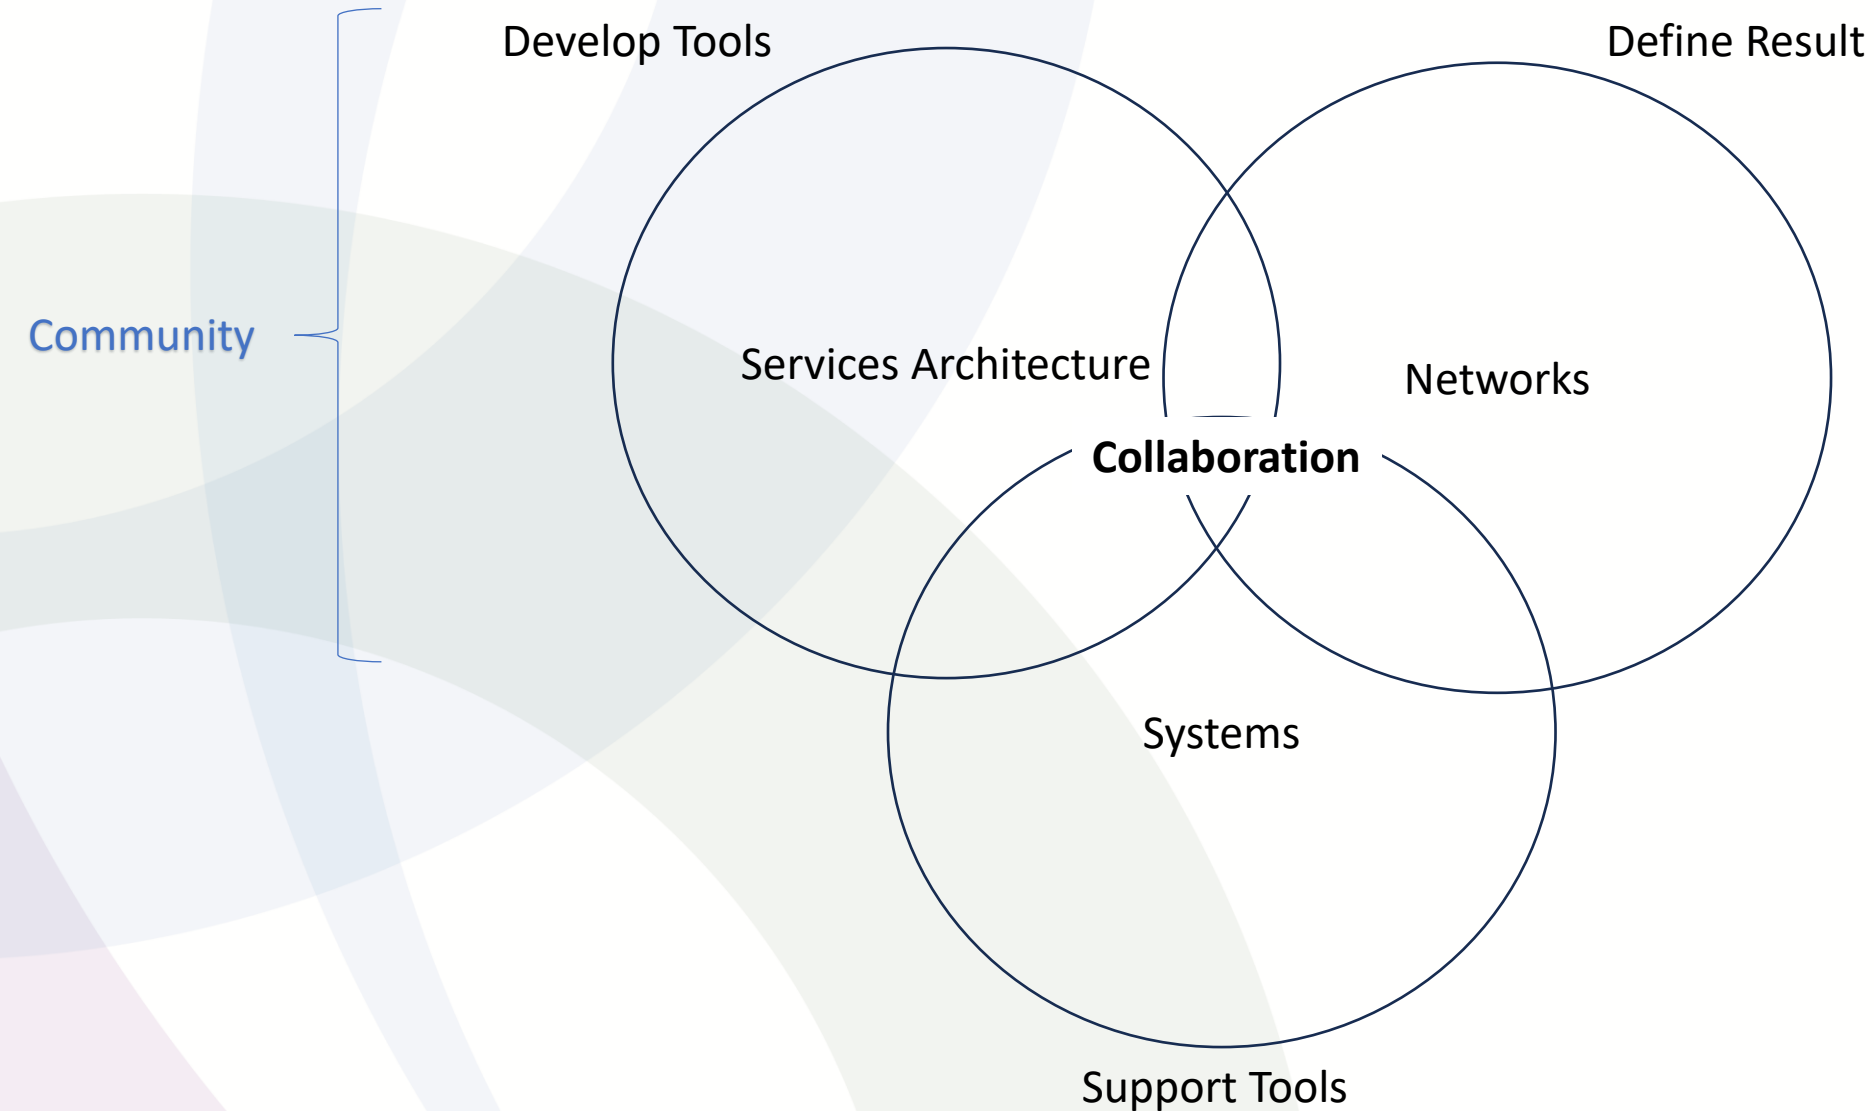 Develop Tools
Define Result
Community
Services Architecture
Networks
Collaboration
Systems
Support Tools